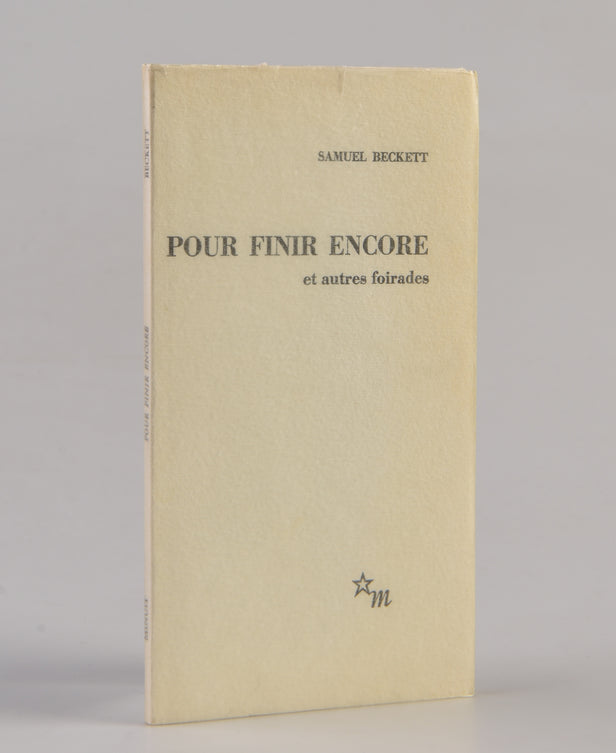 SAMUEL BECKETT
POUR FINIR ENCORE
et autres foirades
m
BECKETT
POUR FINIR ENCORE
MINUIT